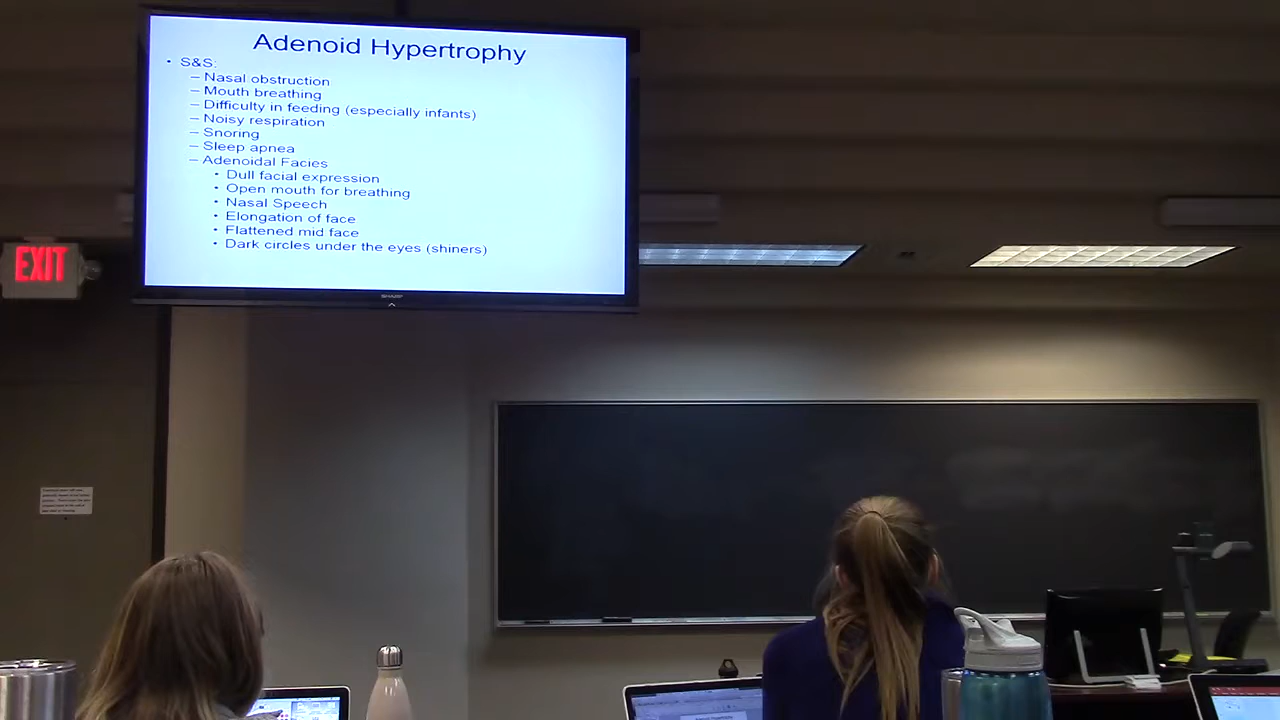 Adenoid Hypertrophy
• S&S:
– Nasal obstruction
– Mouth breathing
– Difficulty in feeding (especially infants)
– Noisy respiration
– Snoring
– Sleep apnea
– Adenoidal Facies
• Dull facial expression
• Open mouth for breathing
• Nasal Speech
• Elongation of face
• Flattened mid face
• Dark circles under the eyes (shiners)
SHARP
EXIT